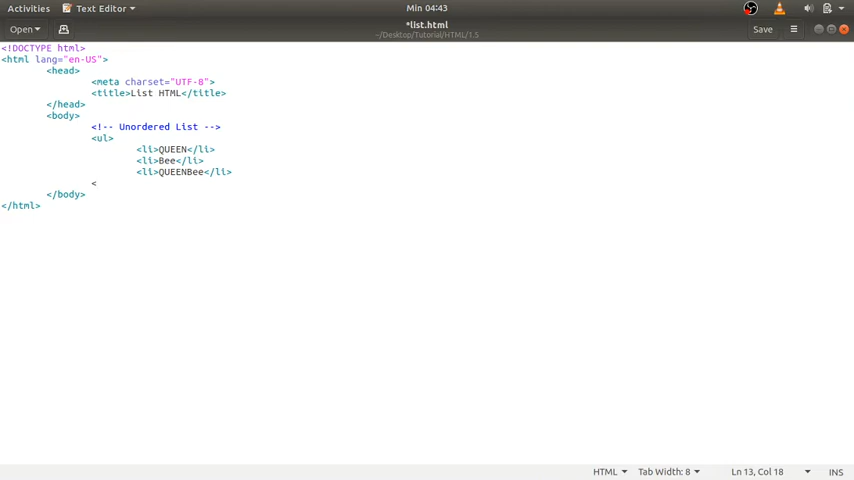 Activities Text Editor Min 04:43
Open *list.html Save
~/Desktop/Tutorial/HTML/1.5
<!DOCTYPE html>
<html lang="en-US">
<head>
<meta charset="UTF-8">
<title>List HTML</title>
</head>
<body>
<!-- Unordered List -->
<ul>
<li>QUEEN</li>
<li>Bee</li>
<li>QUEENBee</li>
<
</body>
</html>
HTML Tab Width: 8 Ln 13, Col 18 INS